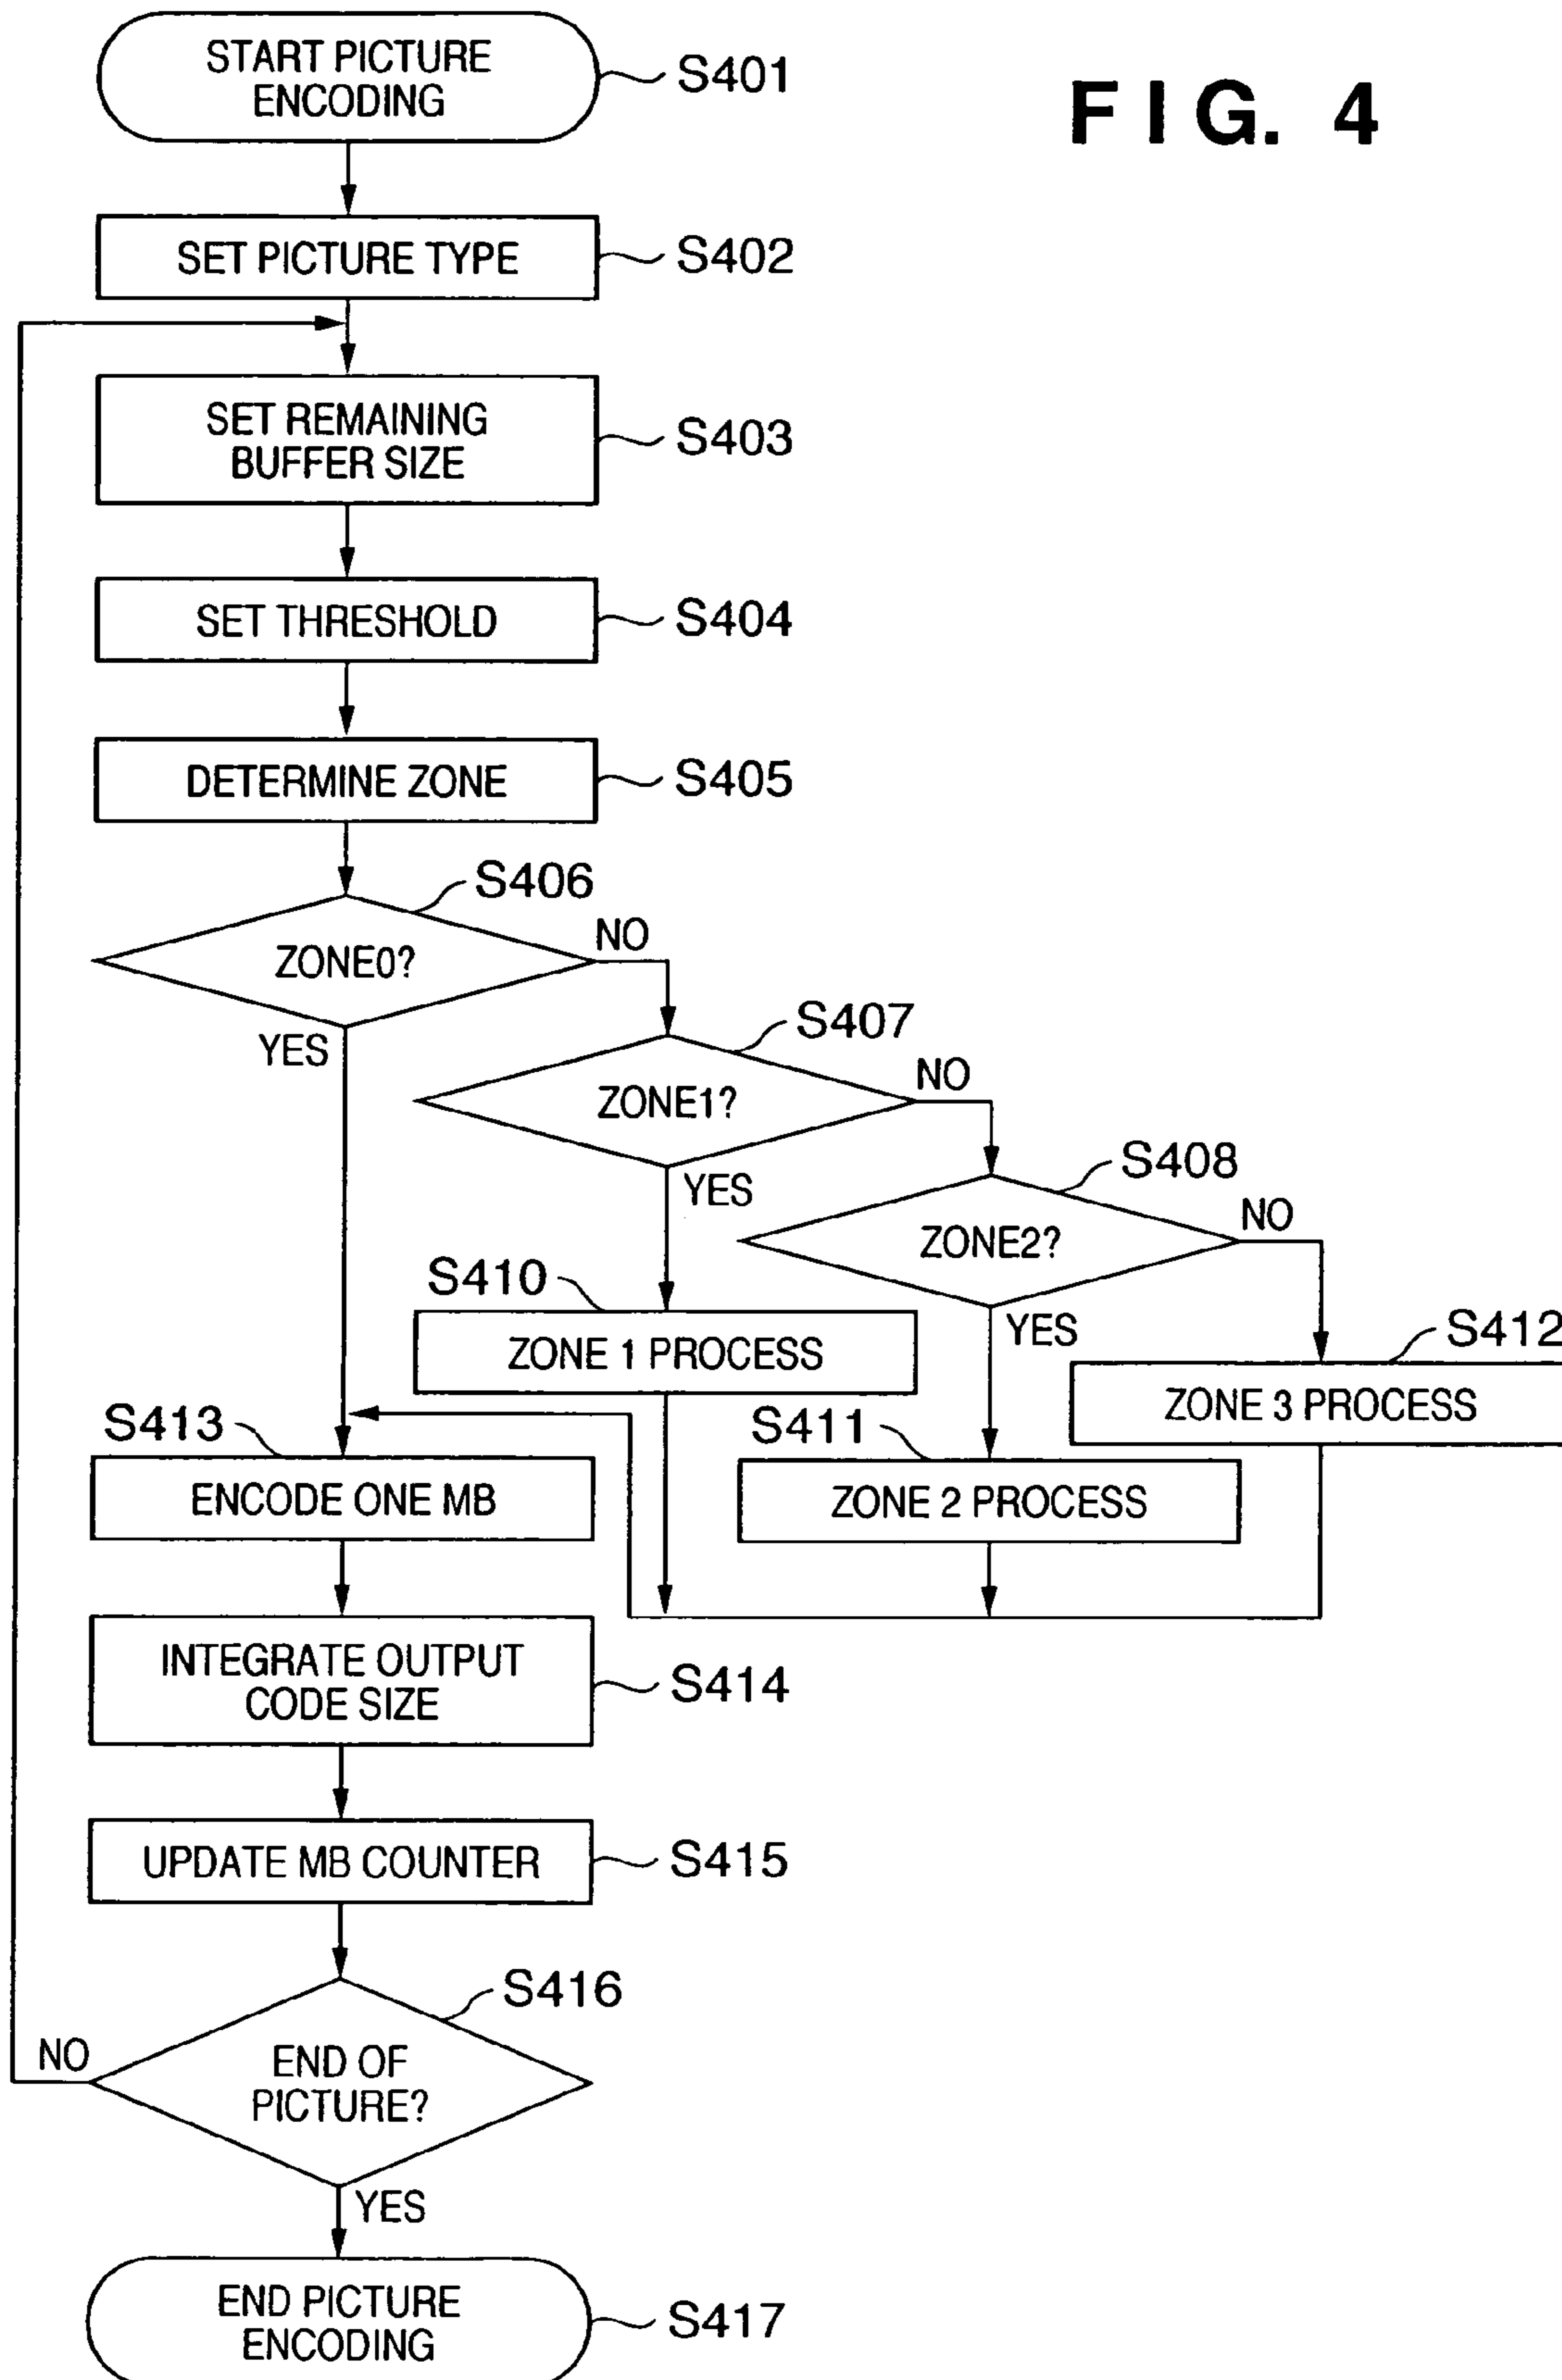 START PICTURE
ENCODING
S401
F I G. 4
SET PICTURE TYPE
S402
SET REMAINING
BUFFER SIZE
S403
SET THRESHOLD
S404
DETERMINE ZONE
S405
S406
ZONE0?
NO
YES
S407
ZONE1?
NO
YES
S408
ZONE2?
NO
YES
S410
ZONE 1 PROCESS
S412
ZONE 3 PROCESS
S411
ZONE 2 PROCESS
S413
ENCODE ONE MB
INTEGRATE OUTPUT
CODE SIZE
S414
UPDATE MB COUNTER
S415
S416
END OF
PICTURE?
NO
YES
END PICTURE
ENCODING
S417